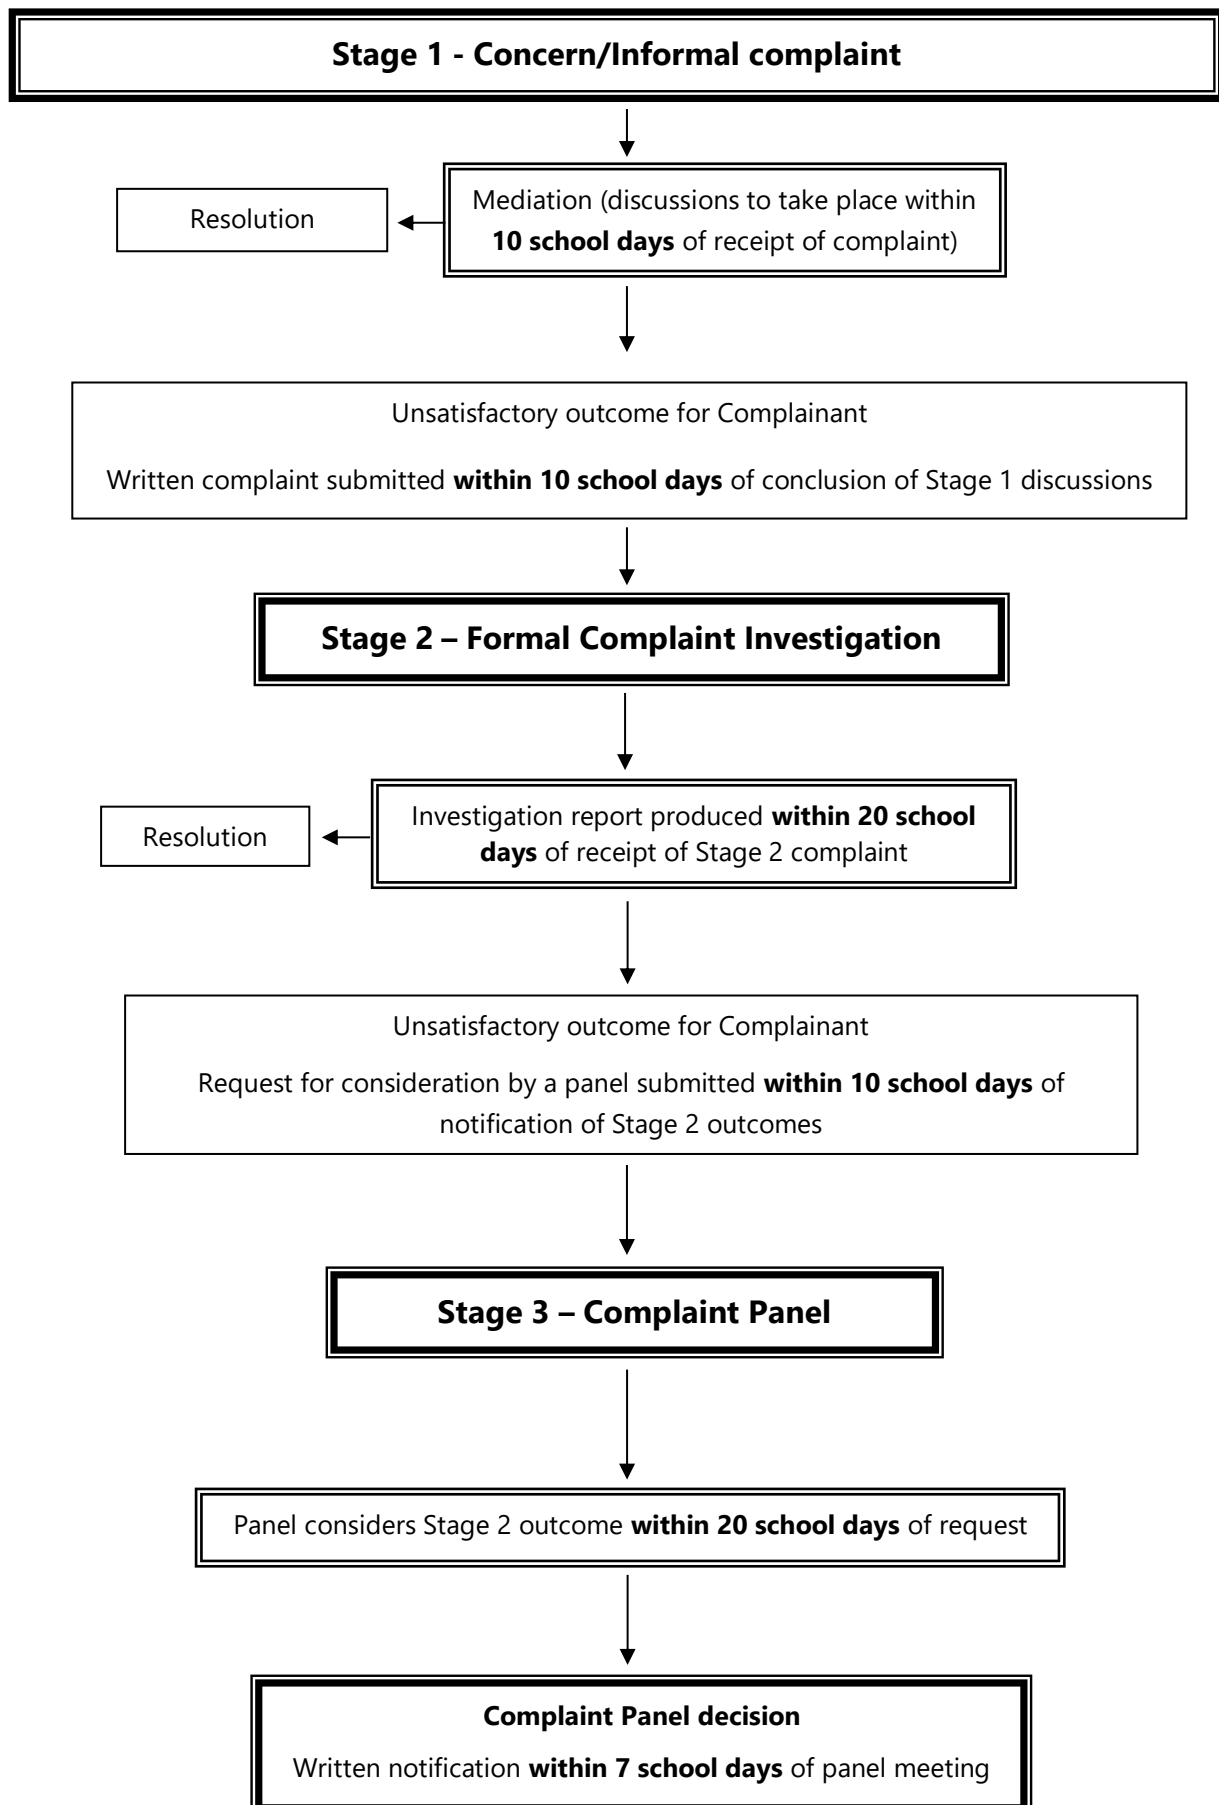 Stage 1 - Concern/Informal complaint
Mediation (discussions to take place within
10 school days of receipt of complaint)
Resolution
Unsatisfactory outcome for Complainant
Written complaint submitted within 10 school days of conclusion of Stage 1 discussions
Stage 2 – Formal Complaint Investigation
Investigation report produced within 20 school
days of receipt of Stage 2 complaint
Resolution
Unsatisfactory outcome for Complainant
Request for consideration by a panel submitted within 10 school days of
notification of Stage 2 outcomes
Stage 3 – Complaint Panel
Panel considers Stage 2 outcome within 20 school days of request
Complaint Panel decision
Written notification within 7 school days of panel meeting